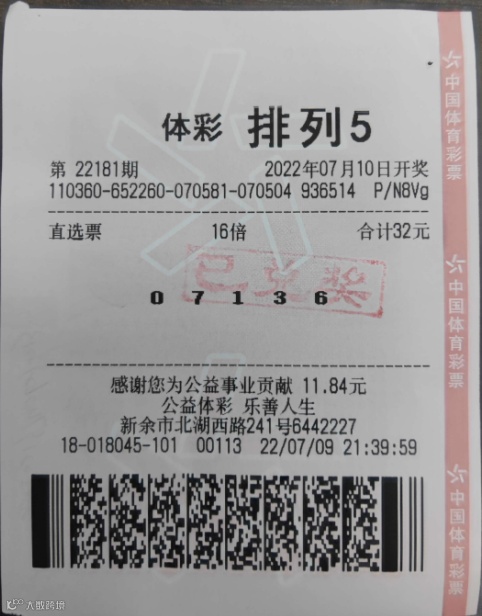 体彩 排列5
第 22181期 2022年07月10日开奖
110360-652260-070581-070504 936514 P/N8Vg
直选票 16倍 合计32元
已兑奖
0 7 1 3 6
感谢您为公益事业贡献 11.84元
公益体彩 乐善人生
新余市北湖西路241号6442227
18-018045-101 00113 22/07/09 21:39:59
中国体育彩票
中国体育彩票
中国体育彩票
大数跨境